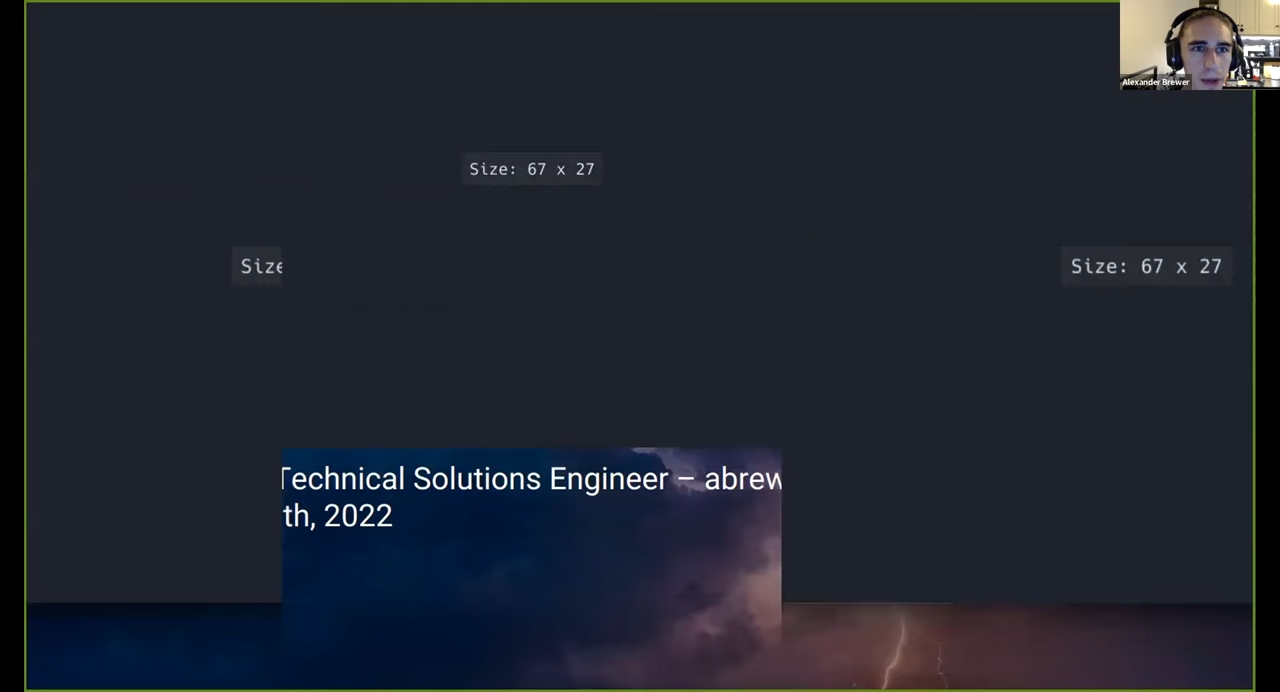 Alexander Brewer
Size: 67 x 27
Size
Size: 67 x 27
Technical Solutions Engineer – abrew
th, 2022